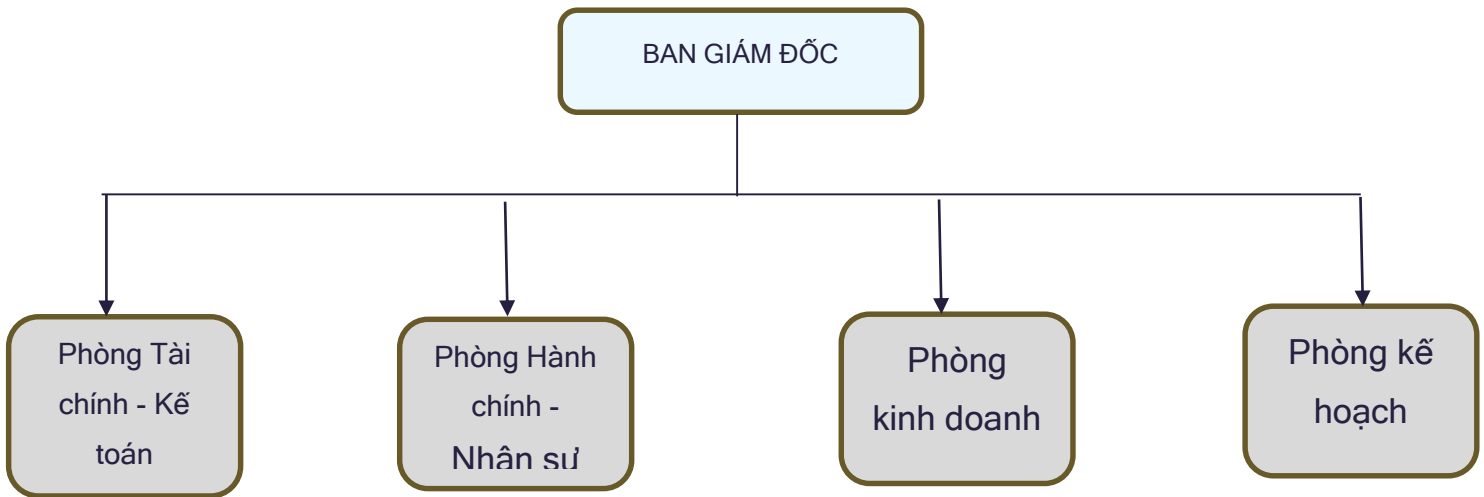 BAN GIÁM ĐỐC
Phòng Tài
chính - Kế
toán
Phòng Hành
chính -
Nhân sự
Phòng
kinh doanh
Phòng kế
hoạch